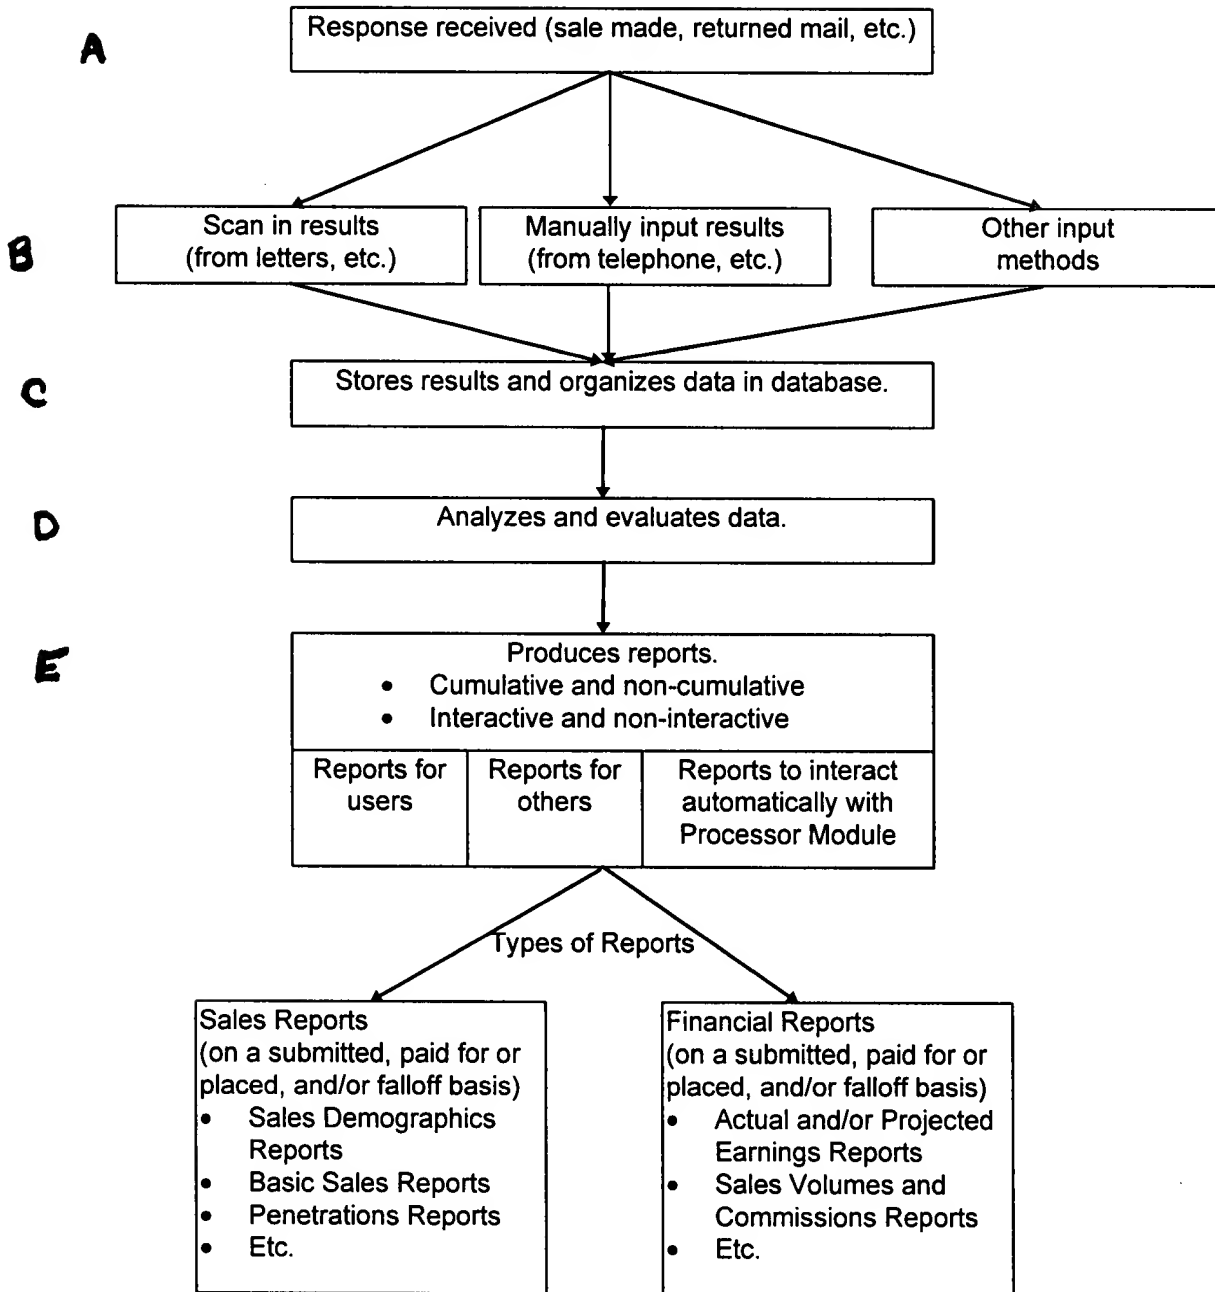 A
Response received (sale made, returned mail, etc.)
B
Scan in results
(from letters, etc.)
Manually input results
(from telephone, etc.)
Other input
methods
C
Stores results and organizes data in database.
D
Analyzes and evaluates data.
E
Produces reports.
• Cumulative and non-cumulative
• Interactive and non-interactive
Reports for
users
Reports for
others
Reports to interact
automatically with
Processor Module
Types of Reports
Sales Reports
(on a submitted, paid for or
placed, and/or falloff basis)
• Sales Demographics
Reports
• Basic Sales Reports
• Penetrations Reports
• Etc.
Financial Reports
(on a submitted, paid for or
placed, and/or falloff basis)
• Actual and/or Projected
Earnings Reports
• Sales Volumes and
Commissions Reports
• Etc.